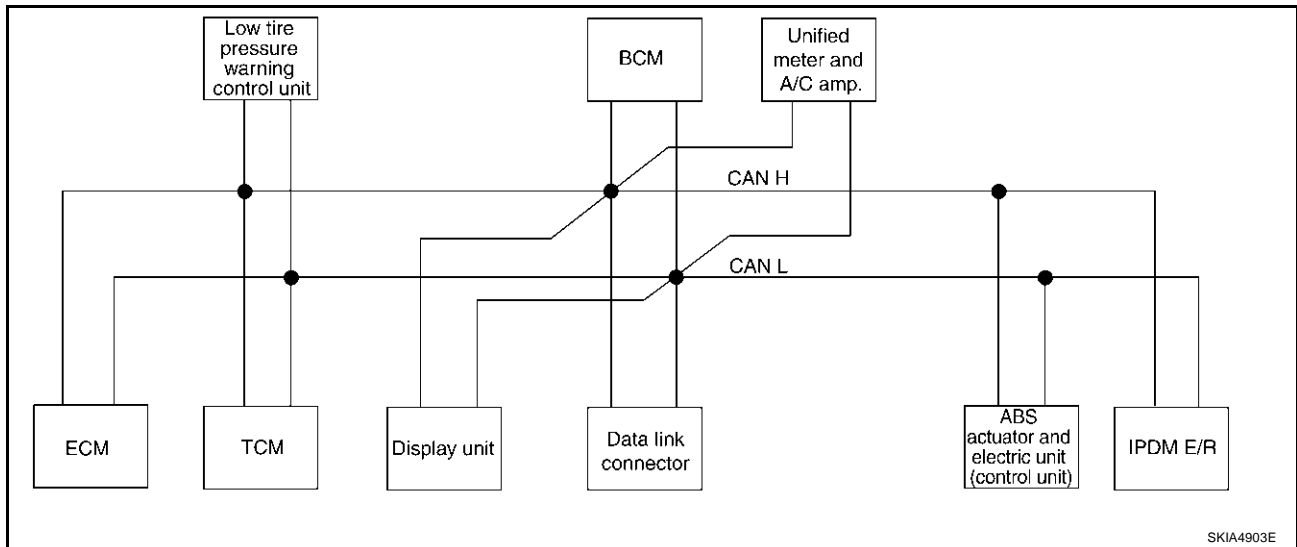 Low tire
pressure
warning
control unit
BCM
Unified
meter and
A/C amp.
CAN H
CAN L
ECM
TCM
Display unit
Data link
connector
ABS
actuator and
electric unit
(control unit)
IPDM E/R
SKIA4903E